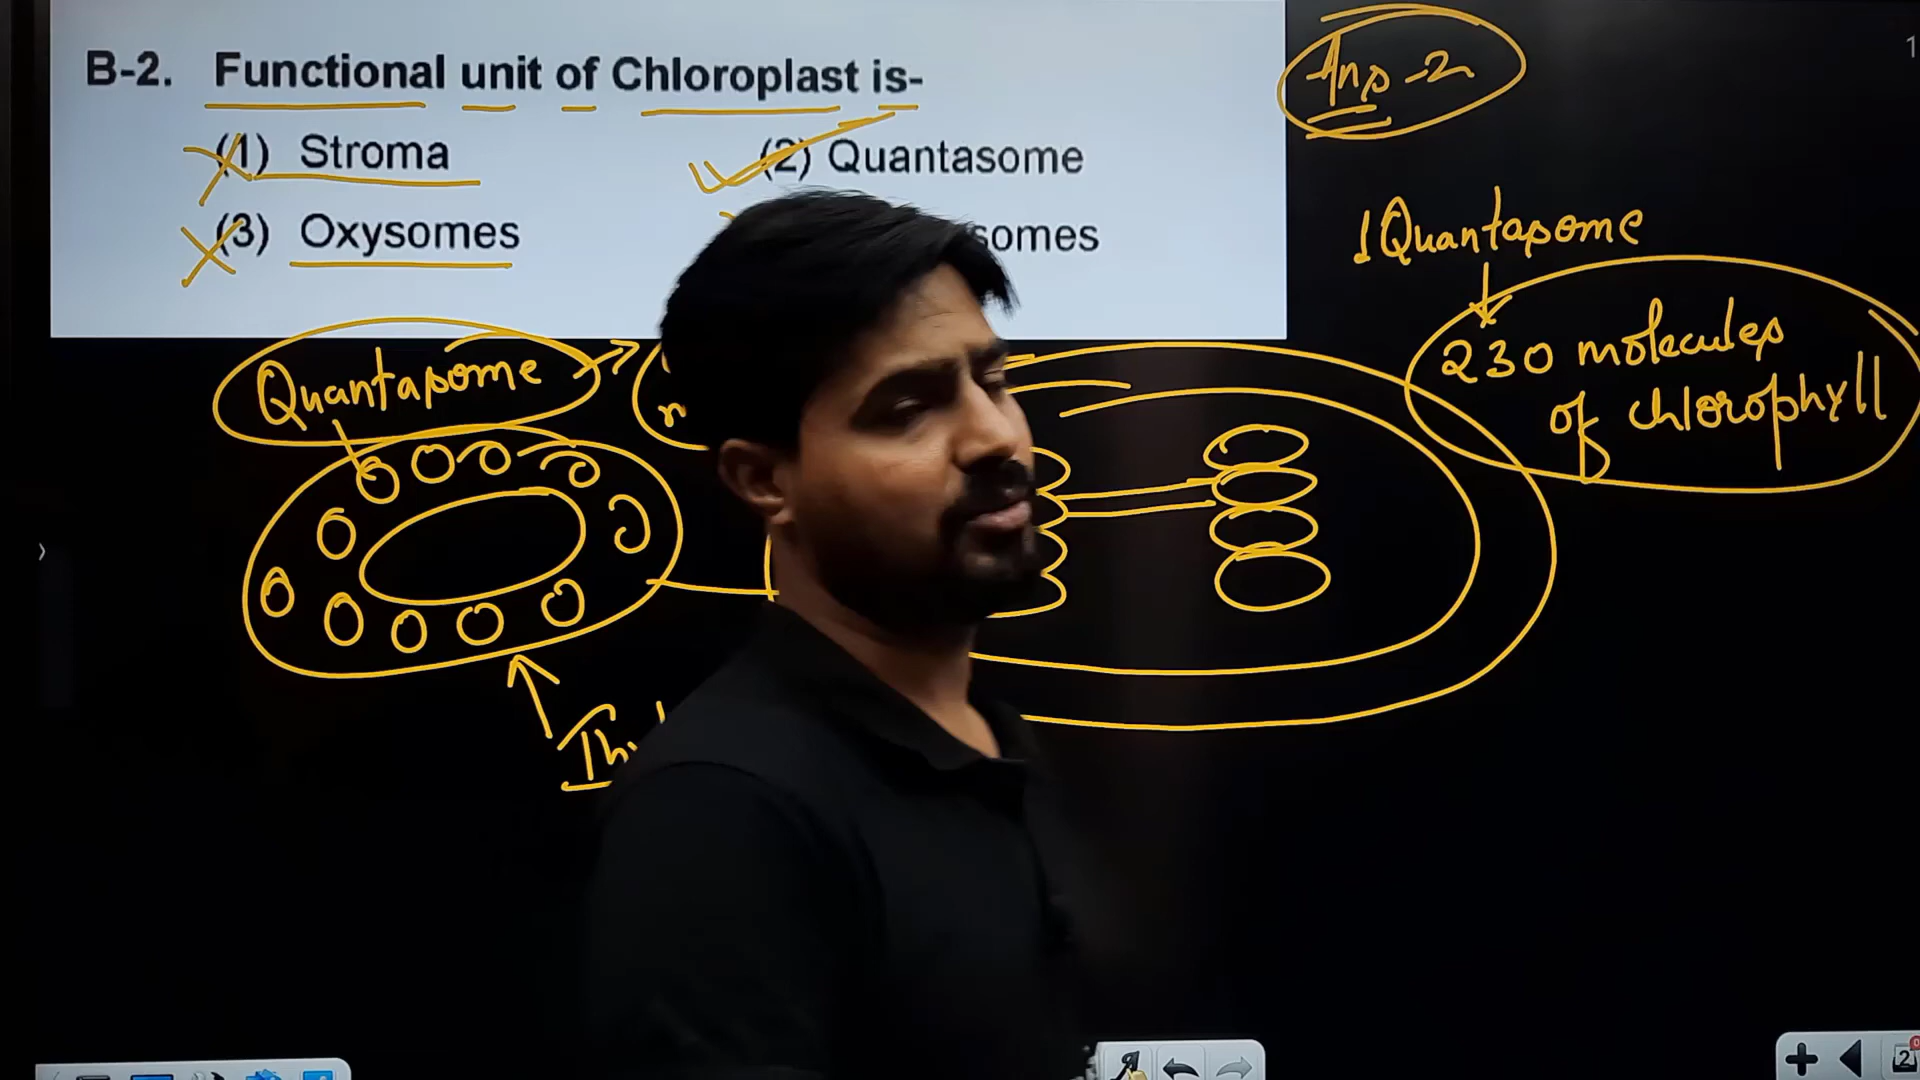 B-2. Functional unit of Chloroplast is-
(1) Stroma
(2) Quantasome
(3) Oxysomes
somes
Ans-2
1 Quantasome
230 molecules
of chlorophyll
Quantasome